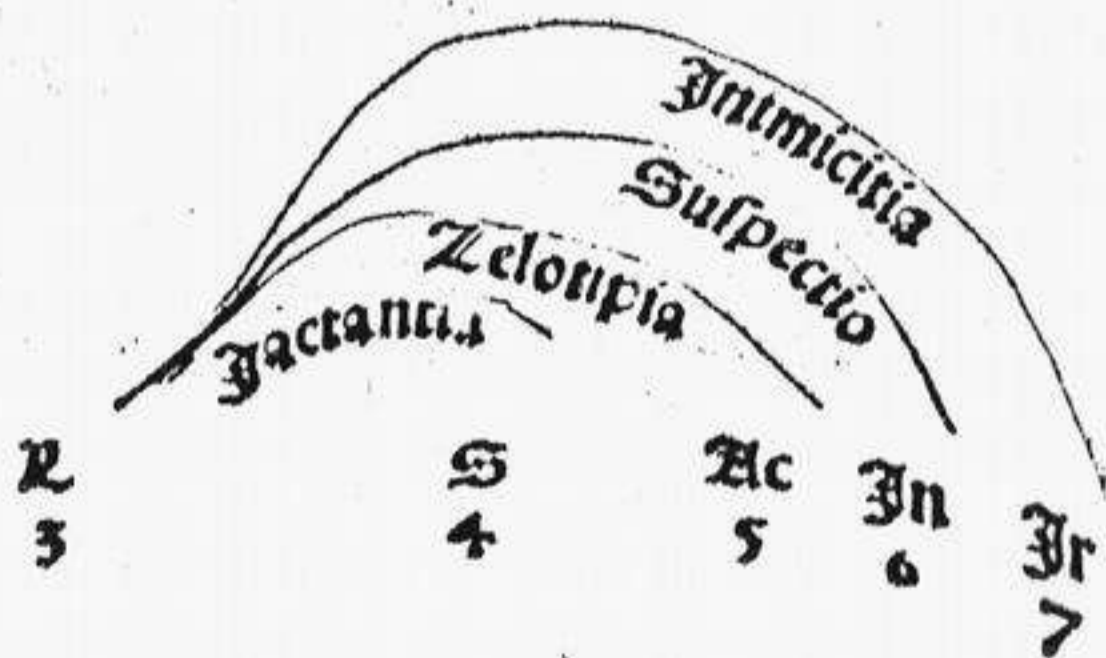 Inimicitia
Suſpectio
Zelotipia
Jactantia
R S Ac In Ir
3 4 5 6 7